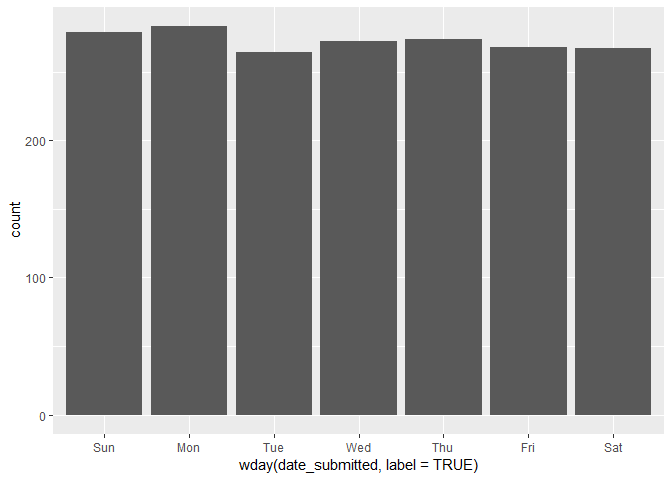 count
200
100
0
Sun Mon Tue Wed Thu Fri Sat
wday(date_submitted, label = TRUE)